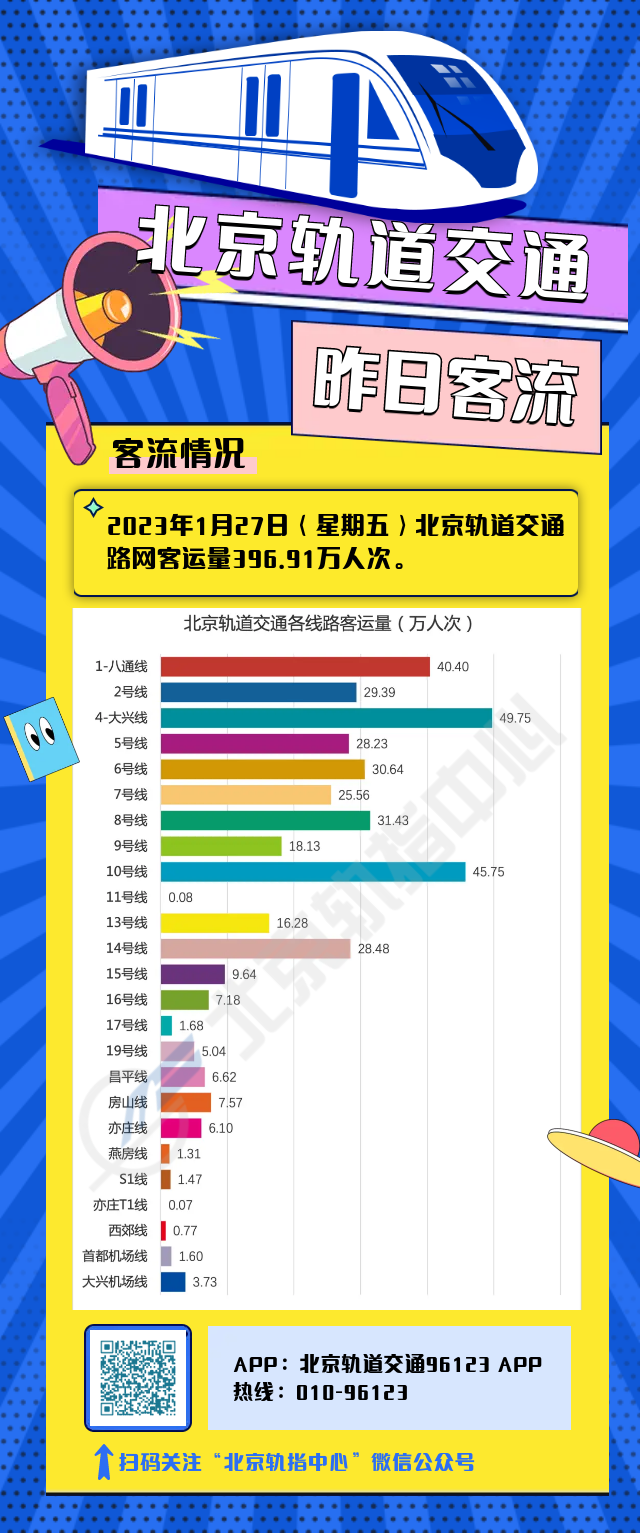 北京轨道交通
昨日客流
客流情况
2023年1月27日（星期五）北京轨道交通
路网客运量396.91万人次。
北京轨道交通各线路客运量（万人次）
1-八通线 40.40
2号线 29.39
4-大兴线 49.75
5号线 28.23
6号线 30.64
7号线 25.56
8号线 31.43
9号线 18.13
10号线 45.75
11号线 0.08
13号线 16.28
14号线 28.48
15号线 9.64
16号线 7.18
17号线 1.68
19号线 5.04
昌平线 6.62
房山线 7.57
亦庄线 6.10
燕房线 1.31
S1线 1.47
亦庄T1线 0.07
西郊线 0.77
首都机场线 1.60
大兴机场线 3.73
北京轨指中心
APP：北京轨道交通96123 APP
热线：010-96123
扫码关注“北京轨指中心”微信公众号